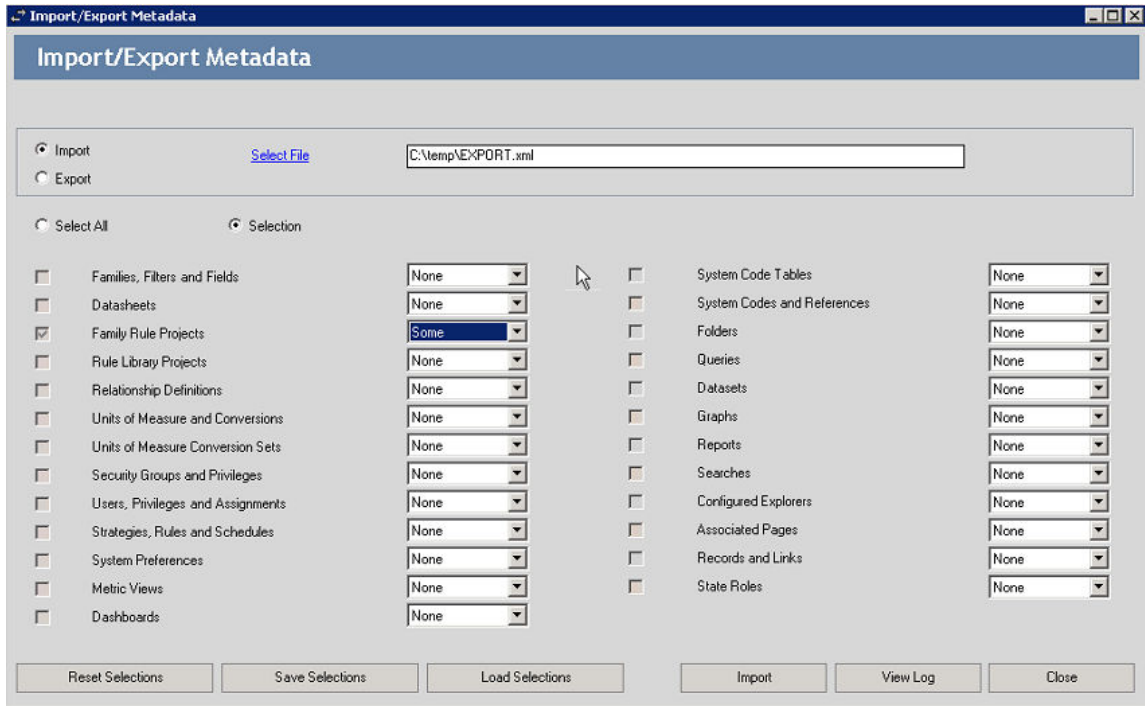 Import/Export Metadata
Import/Export Metadata
Import
Select File
C:\temp\EXPORT.xml
Export
Select All
Selection
Families, Filters and Fields None
Datasheets None
Family Rule Projects Some
Rule Library Projects None
Relationship Definitions None
Units of Measure and Conversions None
Units of Measure Conversion Sets None
Security Groups and Privileges None
Users, Privileges and Assignments None
Strategies, Rules and Schedules None
System Preferences None
Metric Views None
Dashboards None
System Code Tables None
System Codes and References None
Folders None
Queries None
Datasets None
Graphs None
Reports None
Searches None
Configured Explorers None
Associated Pages None
Records and Links None
State Roles None
Reset Selections
Save Selections
Load Selections
Import
View Log
Close